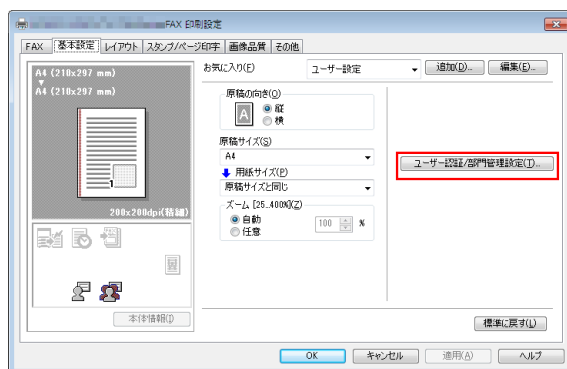 FAX 印刷設定
FAX 基本設定 レイアウト スタンプ/ページ印字 画像品質 その他
A4 (210x297 mm)
A4 (210x297 mm)
1
200x200dpi(精細)
本体情報(I)
お気に入り(F) ユーザー設定 追加(D)... 編集(E)...
原稿の向き(O)
A
縦
横
原稿サイズ(S)
A4
用紙サイズ(P)
原稿サイズと同じ
ズーム [25..400%](Z)
自動
任意
100 %
ユーザー認証/部門管理設定(T)...
標準に戻す(L)
OK キャンセル 適用(A) ヘルプ